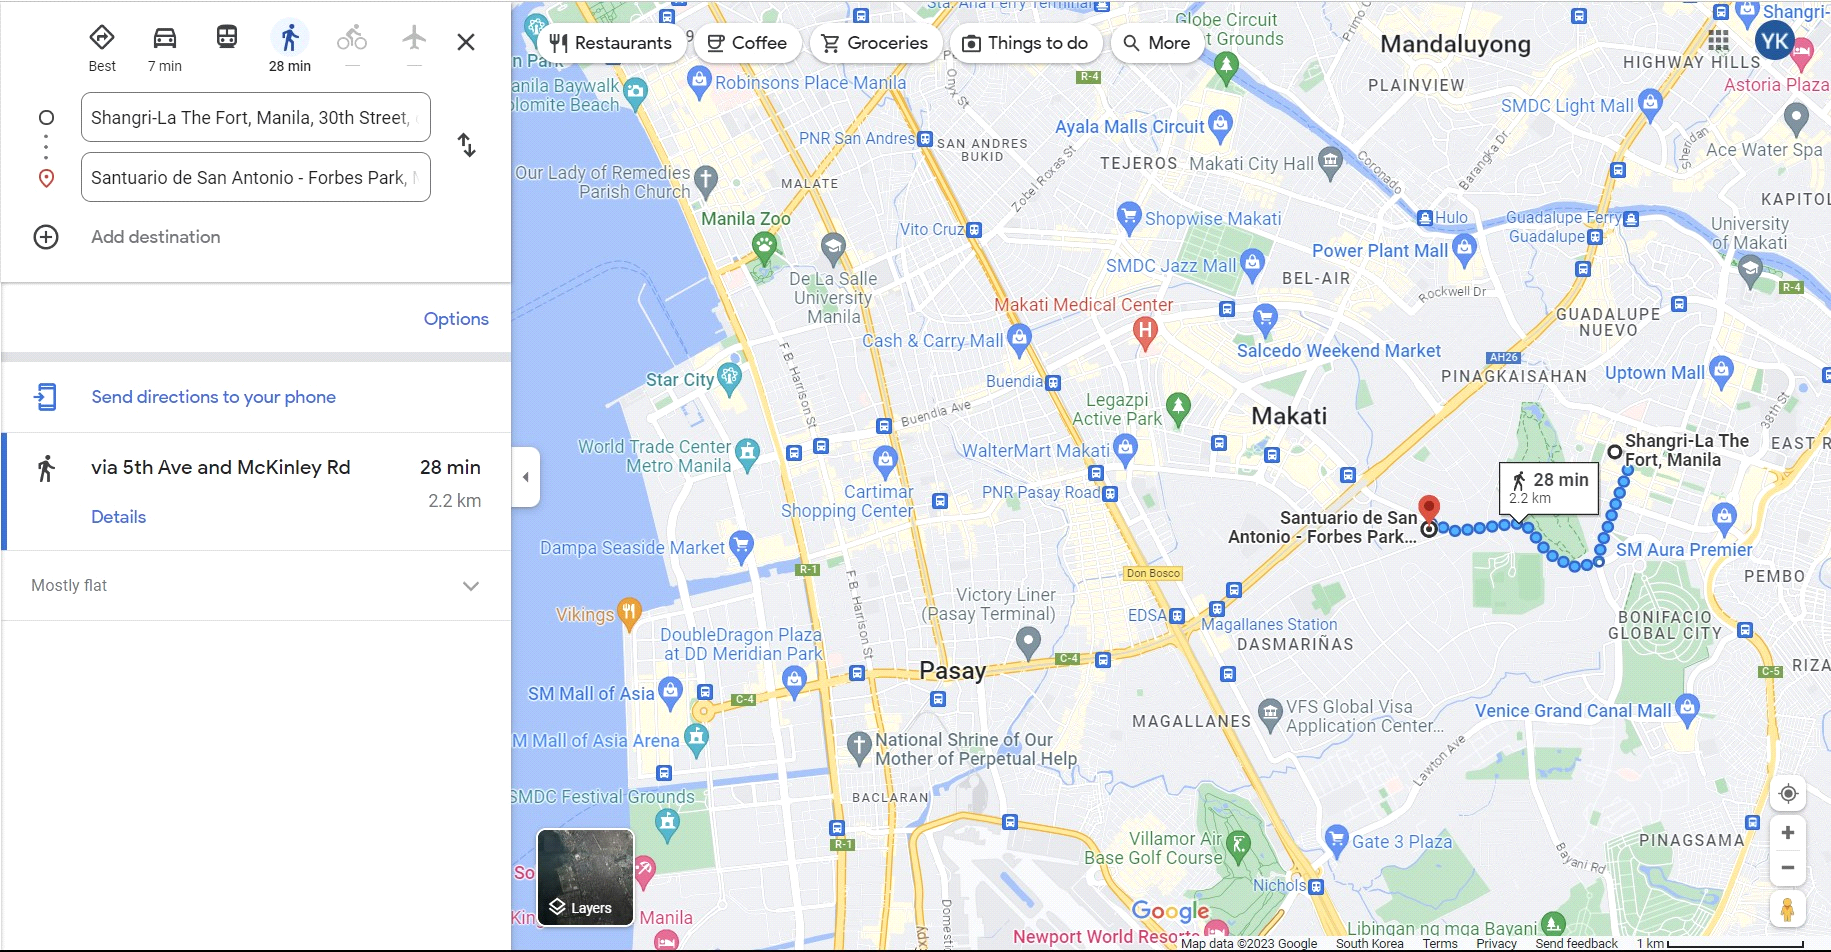 Best
7 min
28 min
—
—
Shangri-La The Fort, Manila, 30th Street,
Santuario de San Antonio - Forbes Park,
Add destination
Options
Send directions to your phone
via 5th Ave and McKinley Rd
28 min
2.2 km
Details
Mostly flat
Restaurants
Coffee
Groceries
Things to do
More
YK
Globe Circuit
Mandaluyong
Shangri-
HIGHWAY HILLS
PLAINVIEW
Astoria Plaza
Robinsons Place Manila
R-4
SMDC Light Mall
Ace Water Spa
PNR San Andres
SAN ANDRES
BUKID
Ayala Malls Circuit
TEJEROS
Makati City Hall
Coronado
Barangka Dr.
Sheridan
Our Lady of Remedies
Parish Church
MALATE
Zobel Roxas St
KAPITOL
Manila Zoo
Vito Cruz
Shopwise Makati
Hulo
Guadalupe Ferry
Guadalupe
University
of Makati
Power Plant Mall
SMDC Jazz Mall
BEL-AIR
De La Salle
University
Manila
Rockwell Dr
R-4
Makati Medical Center
H
GUADALUPE
NUEVO
Cash & Carry Mall
Salcedo Weekend Market
AH26
F.B. Harrison St
Star City
Buendia
PINAGKAISAHAN
Uptown Mall
Legazpi
Active Park
Makati
Buendia Ave
38th St
World Trade Center
Metro Manila
WalterMart Makati
Shangri-La The
Fort, Manila
EAST R
28 min
2.2 km
Cartimar
Shopping Center
PNR Pasay Road
Santuario de San
Antonio - Forbes Park...
Dampa Seaside Market
SM Aura Premier
R-1
F.B. Harrison St
Don Bosco
PEMBO
Victory Liner
(Pasay Terminal)
Vikings
EDSA
Magallanes Station
BONIFACIO
GLOBAL CITY
DASMARIÑAS
DoubleDragon Plaza
at DD Meridian Park
C-4
Pasay
RIZA
C-5
SM Mall of Asia
C-4
MAGALLANES
VFS Global Visa
Application Center...
Venice Grand Canal Mall
M Mall of Asia Arena
National Shrine of Our
Mother of Perpetual Help
Lawton Ave
SMDC Festival Grounds
BACLARAN
R-1
Villamor Air
Base Golf Course
Gate 3 Plaza
PINAGSAMA
Bayani Rd
Nichols
Layers
Manila
Google
Newport World Resorts
Libingan ng mga Bayani
Map data ©2023 Google
South Korea
Terms
Privacy
Send feedback
1 km